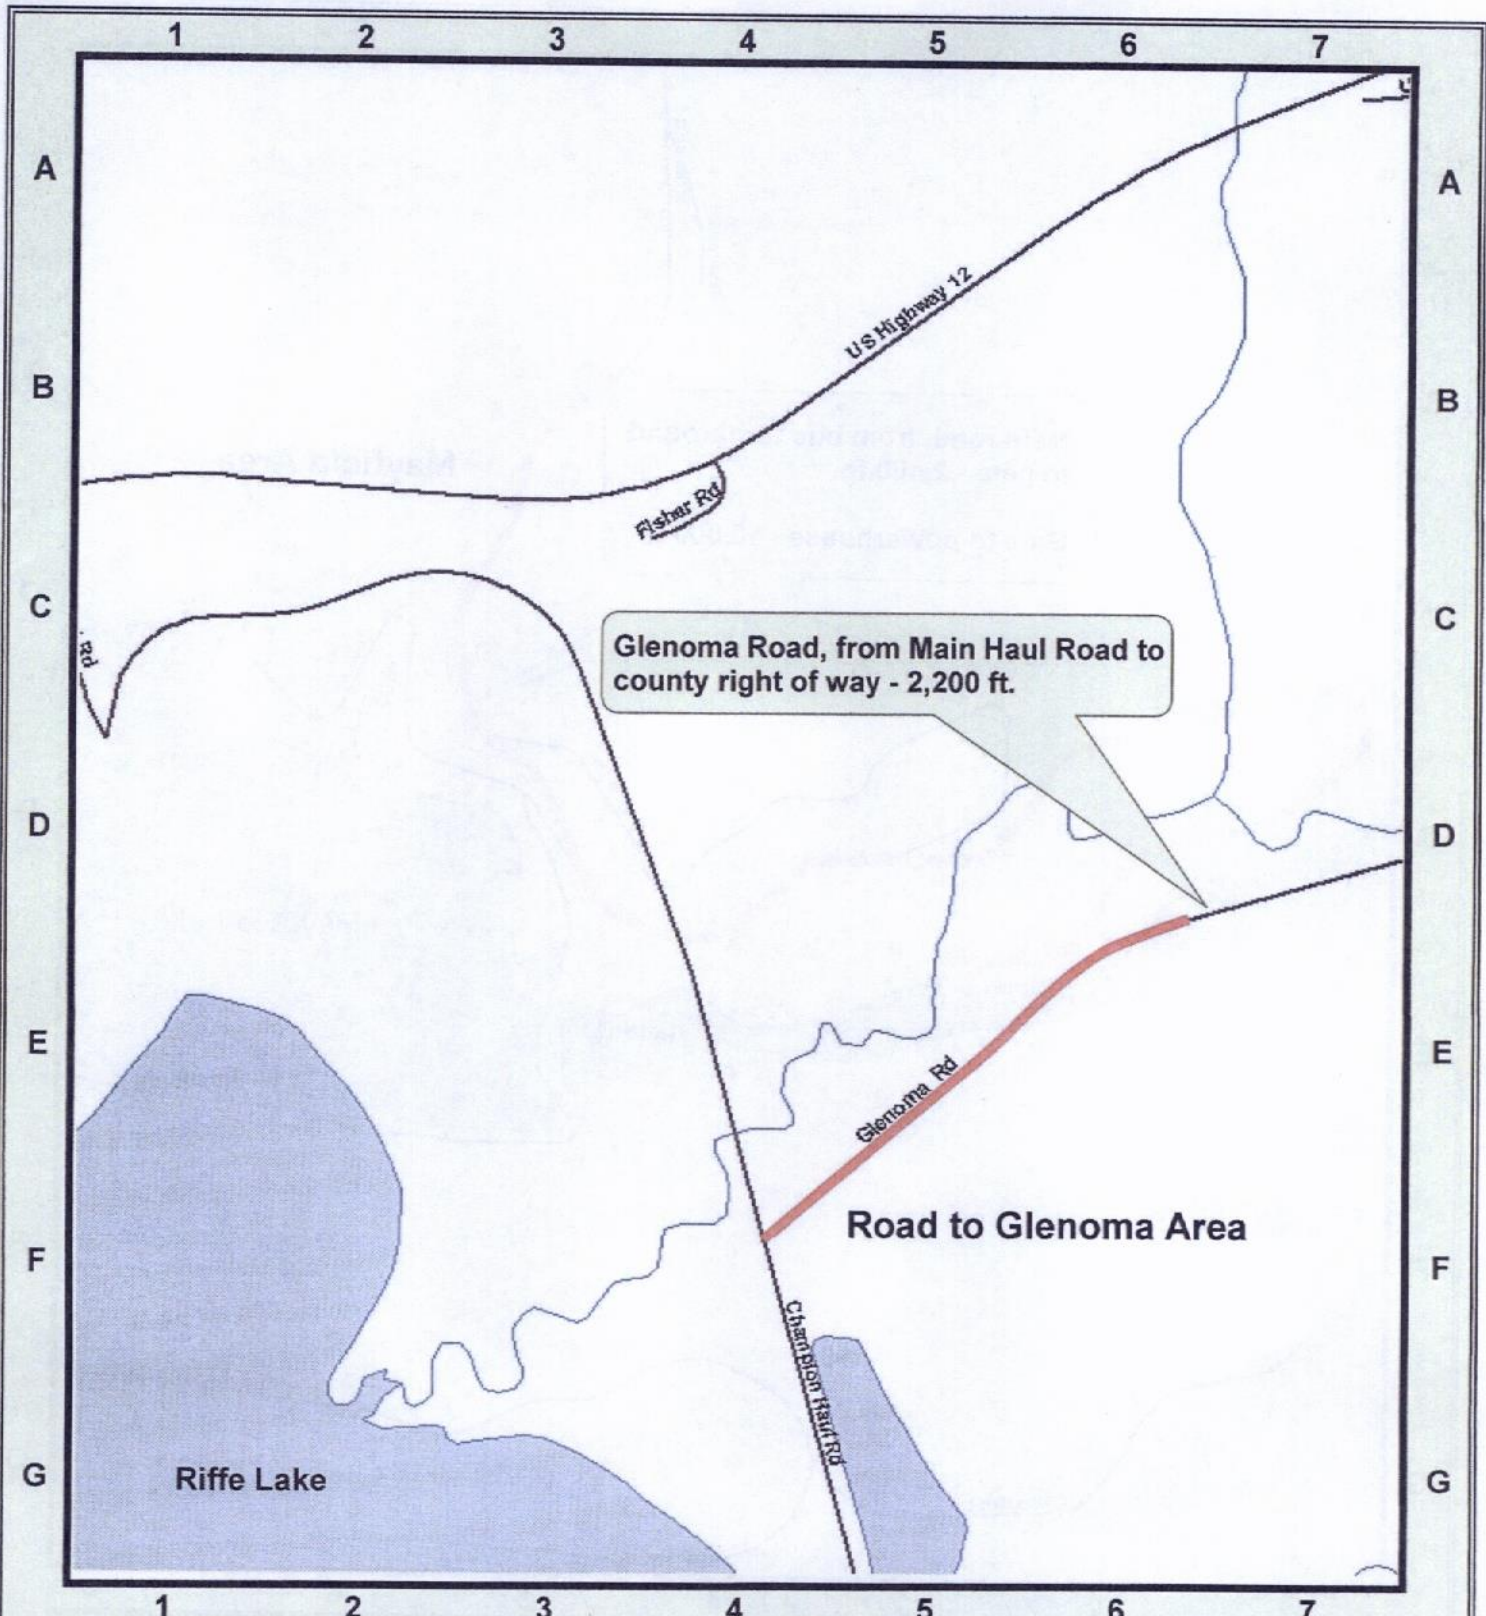 1 2 3 4 5 6 7
A A
US Highway 12
B B
Fisher Rd
C C
Rd
Glenoma Road, from Main Haul Road to
county right of way - 2,200 ft.
D D
E E
Glenoma Rd
Road to Glenoma Area
F F
Champion Haul Rd
Riffe Lake
G G
1 2 3 4 5 6 7